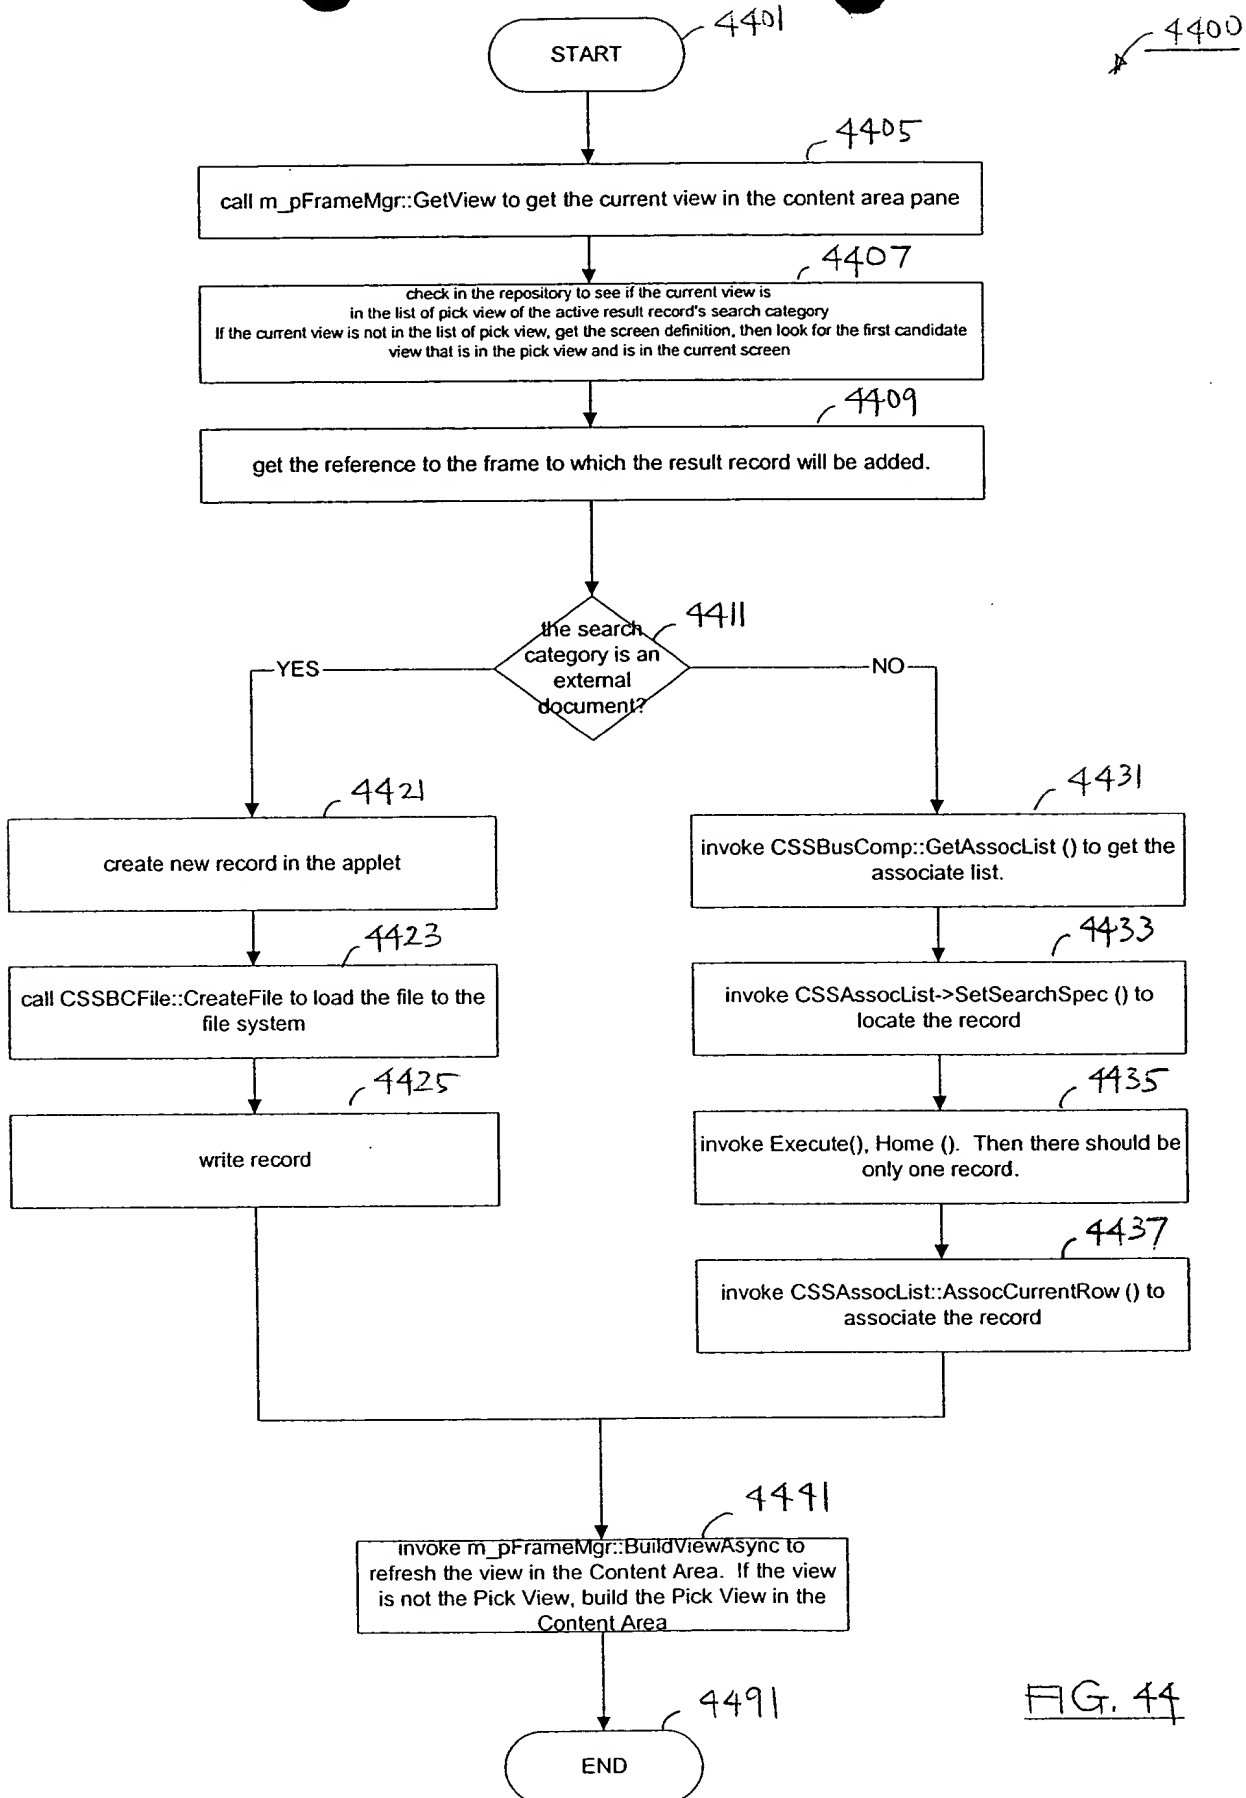 4401
START
4400
4405
call m_pFrameMgr::GetView to get the current view in the content area pane
4407
check in the repository to see if the current view is
in the list of pick view of the active result record's search category
If the current view is not in the list of pick view, get the screen definition, then look for the first candidate
view that is in the pick view and is in the current screen
4409
get the reference to the frame to which the result record will be added.
4411
the search
category is an
external
document?
YES
NO
4421
create new record in the applet
4423
call CSSBCFile::CreateFile to load the file to the
file system
4425
write record
4431
invoke CSSBusComp::GetAssocList () to get the
associate list.
4433
invoke CSSAssocList->SetSearchSpec () to
locate the record
4435
invoke Execute(), Home (). Then there should be
only one record.
4437
invoke CSSAssocList::AssocCurrentRow () to
associate the record
4441
invoke m_pFrameMgr::BuildViewAsync to
refresh the view in the Content Area. If the view
is not the Pick View, build the Pick View in the
Content Area
4491
END
FIG. 44